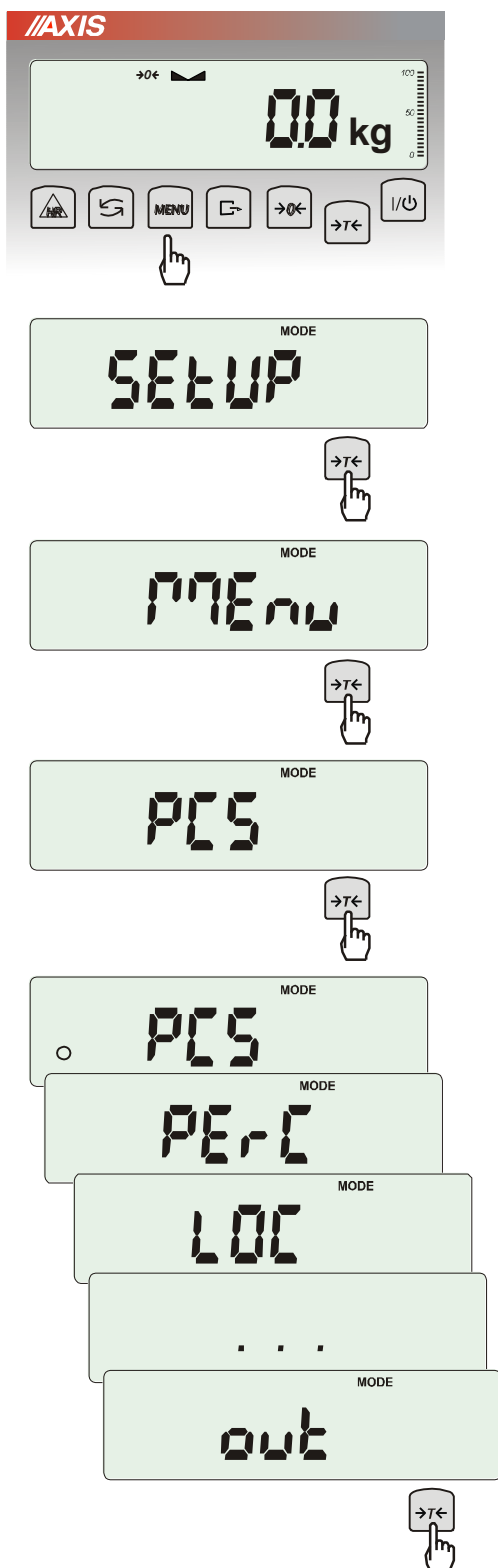 //AXIS
→0←
100
50
0
0.0 kg
HR MENU →0← →T← I/⏻
MODE
SEtUP
→T←
MODE
MEnu
→T←
MODE
PCS
→T←
MODE
PCS
MODE
PErC
MODE
LOC
. . .
MODE
out
→T←